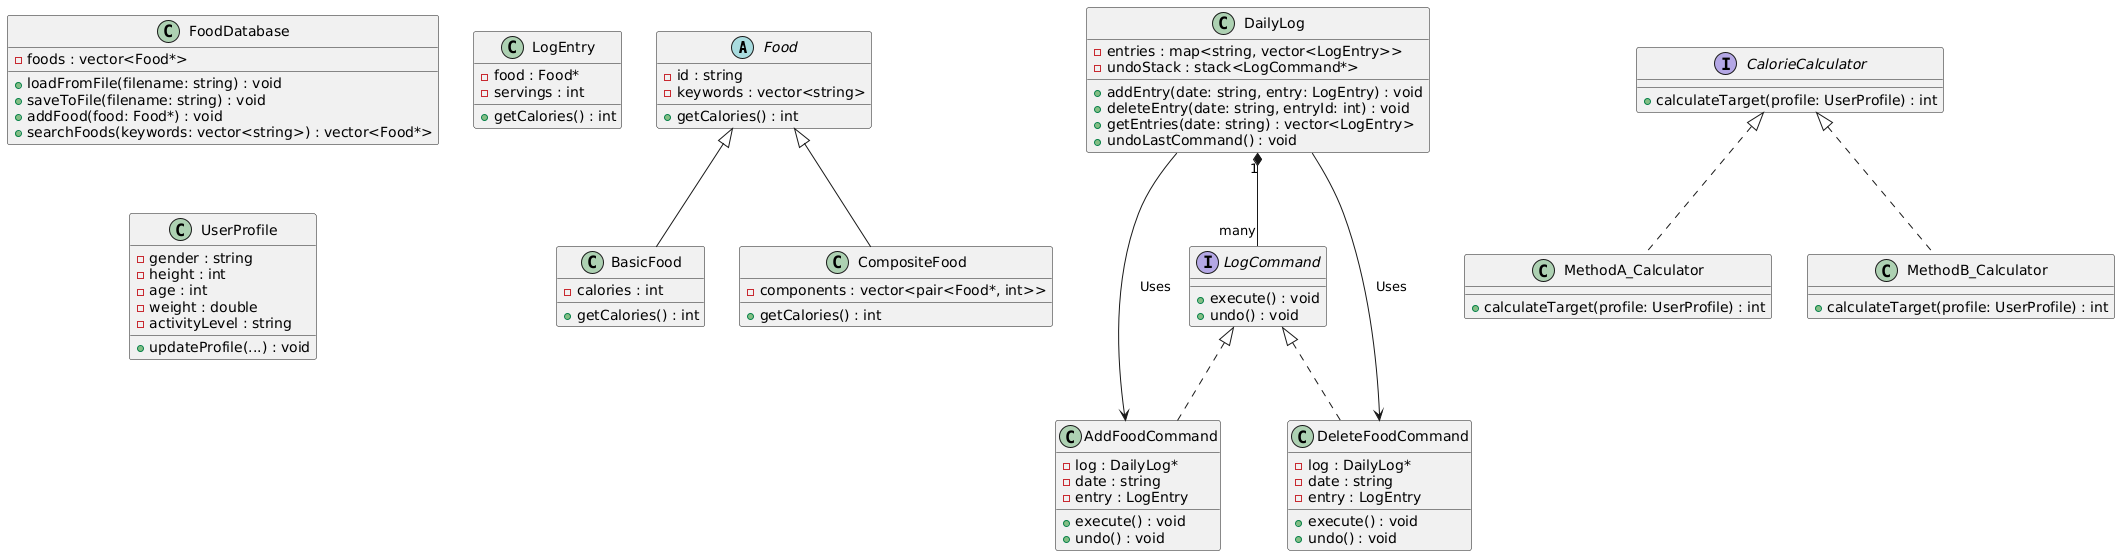 C FoodDatabase
foods : vector<Food*>
loadFromFile(filename: string) : void
saveToFile(filename: string) : void
addFood(food: Food*) : void
searchFoods(keywords: vector<string>) : vector<Food*>
C LogEntry
food : Food*
servings : int
getCalories() : int
A Food
id : string
keywords : vector<string>
getCalories() : int
C DailyLog
entries : map<string, vector<LogEntry>>
undoStack : stack<LogCommand*>
addEntry(date: string, entry: LogEntry) : void
deleteEntry(date: string, entryId: int) : void
getEntries(date: string) : vector<LogEntry>
undoLastCommand() : void
I CalorieCalculator
calculateTarget(profile: UserProfile) : int
1
many
Uses
Uses
C UserProfile
gender : string
height : int
age : int
weight : double
activityLevel : string
updateProfile(...) : void
C BasicFood
calories : int
getCalories() : int
C CompositeFood
components : vector<pair<Food*, int>>
getCalories() : int
I LogCommand
execute() : void
undo() : void
C MethodA_Calculator
calculateTarget(profile: UserProfile) : int
C MethodB_Calculator
calculateTarget(profile: UserProfile) : int
C AddFoodCommand
log : DailyLog*
date : string
entry : LogEntry
execute() : void
undo() : void
C DeleteFoodCommand
log : DailyLog*
date : string
entry : LogEntry
execute() : void
undo() : void